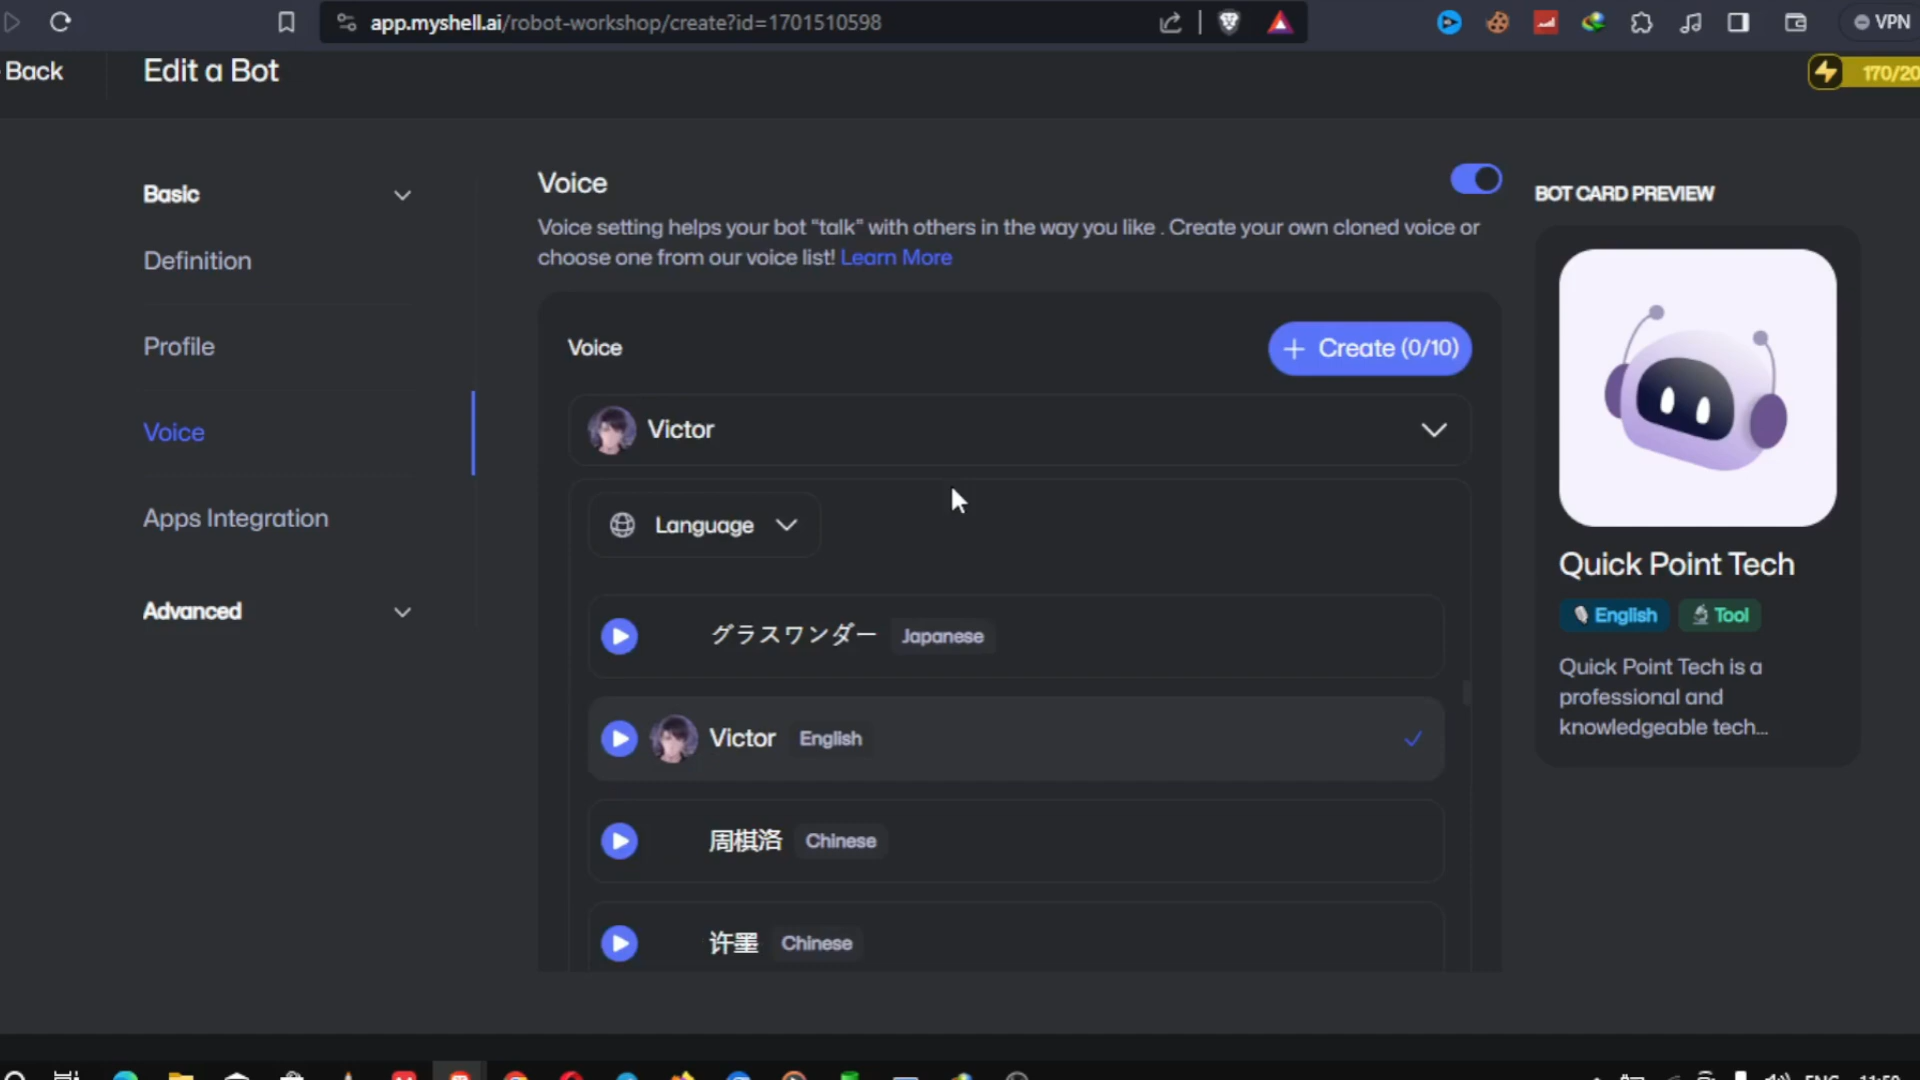 app.myshell.ai/robot-workshop/create?id=1701510598
VPN
Back
Edit a Bot
170/20
Basic
Definition
Profile
Voice
Apps Integration
Advanced
Voice
Voice setting helps your bot “talk” with others in the way you like . Create your own cloned voice or
choose one from our voice list! Learn More
Voice
+ Create (0/10)
Victor
Language
グラスワンダー Japanese
Victor English
周棋洛 Chinese
许墨 Chinese
BOT CARD PREVIEW
Quick Point Tech
English Tool
Quick Point Tech is a
professional and
knowledgeable tech...